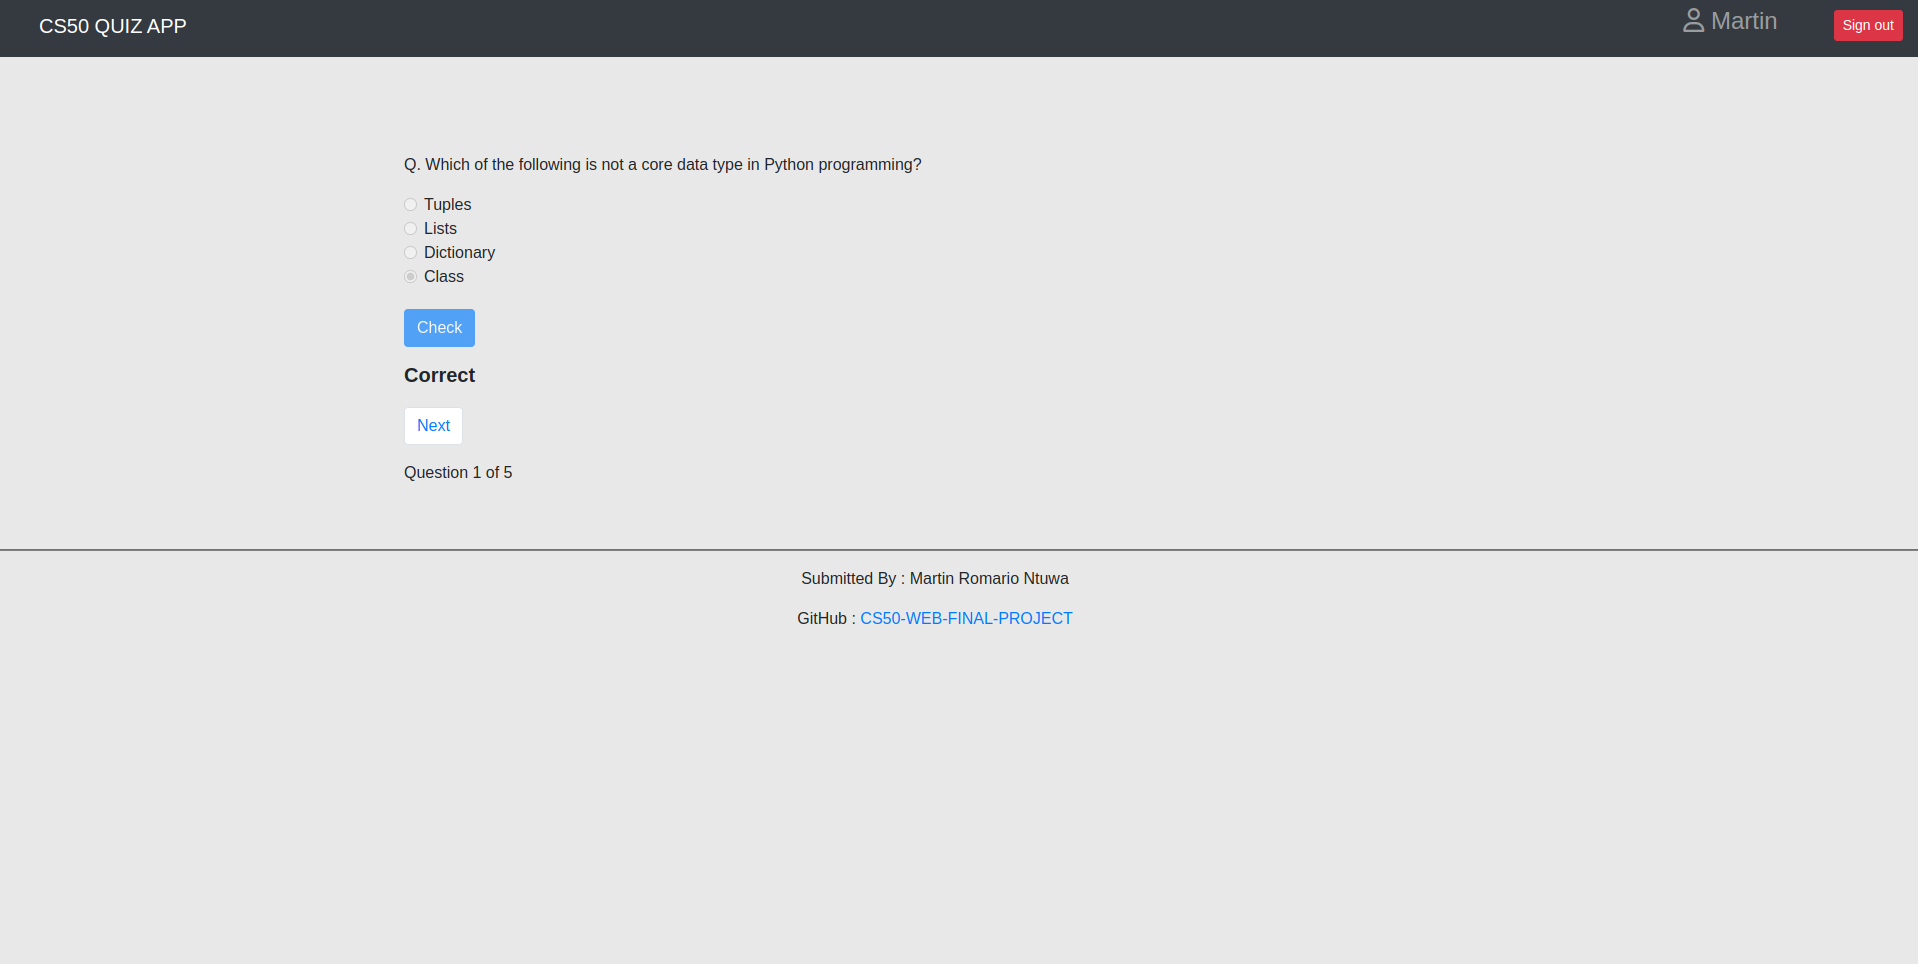 CS50 QUIZ APP
Martin
Sign out
Q. Which of the following is not a core data type in Python programming?
Tuples
Lists
Dictionary
Class
Check
Correct
Next
Question 1 of 5
Submitted By : Martin Romario Ntuwa
GitHub : CS50-WEB-FINAL-PROJECT